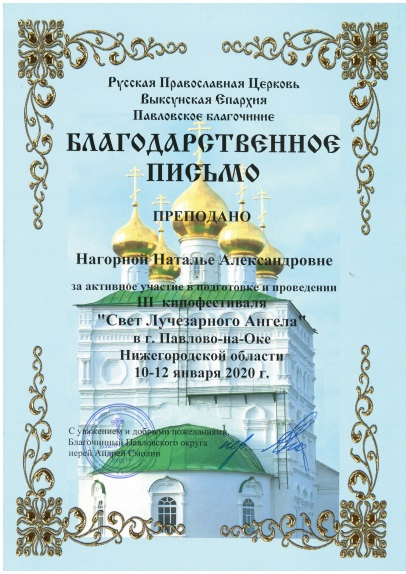 Русская Православная Церковь
Выксунская Епархия
Павловское благочиние
БЛАГОДАРСТВЕННОЕ
ПИСЬМО
ПРЕПОДАНО
Нагорной Наталье Александровне
за активное участие в подготовке и проведении
III кинофестиваля
"Свет Лучезарного Ангела"
в г. Павлово-на-Оке
Нижегородской области
10-12 января 2020 г.
С уважением и добрыми пожеланиями
Благочинный Павловского округа
иерей Андрей Смолин